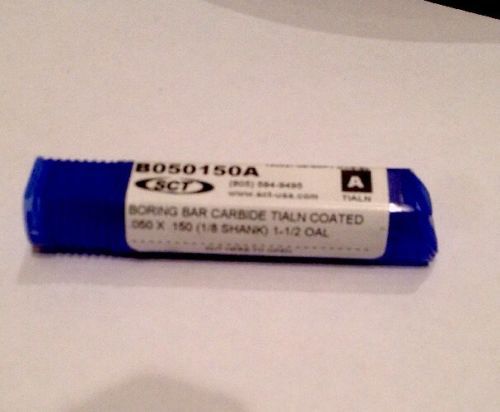 B050150A
SCT
(805) 584-9495
www.sct-usa.com
A
TIALN
BORING BAR CARBIDE TIALN COATED
.050 X .150 (1/8 SHANK) 1-1/2 OAL